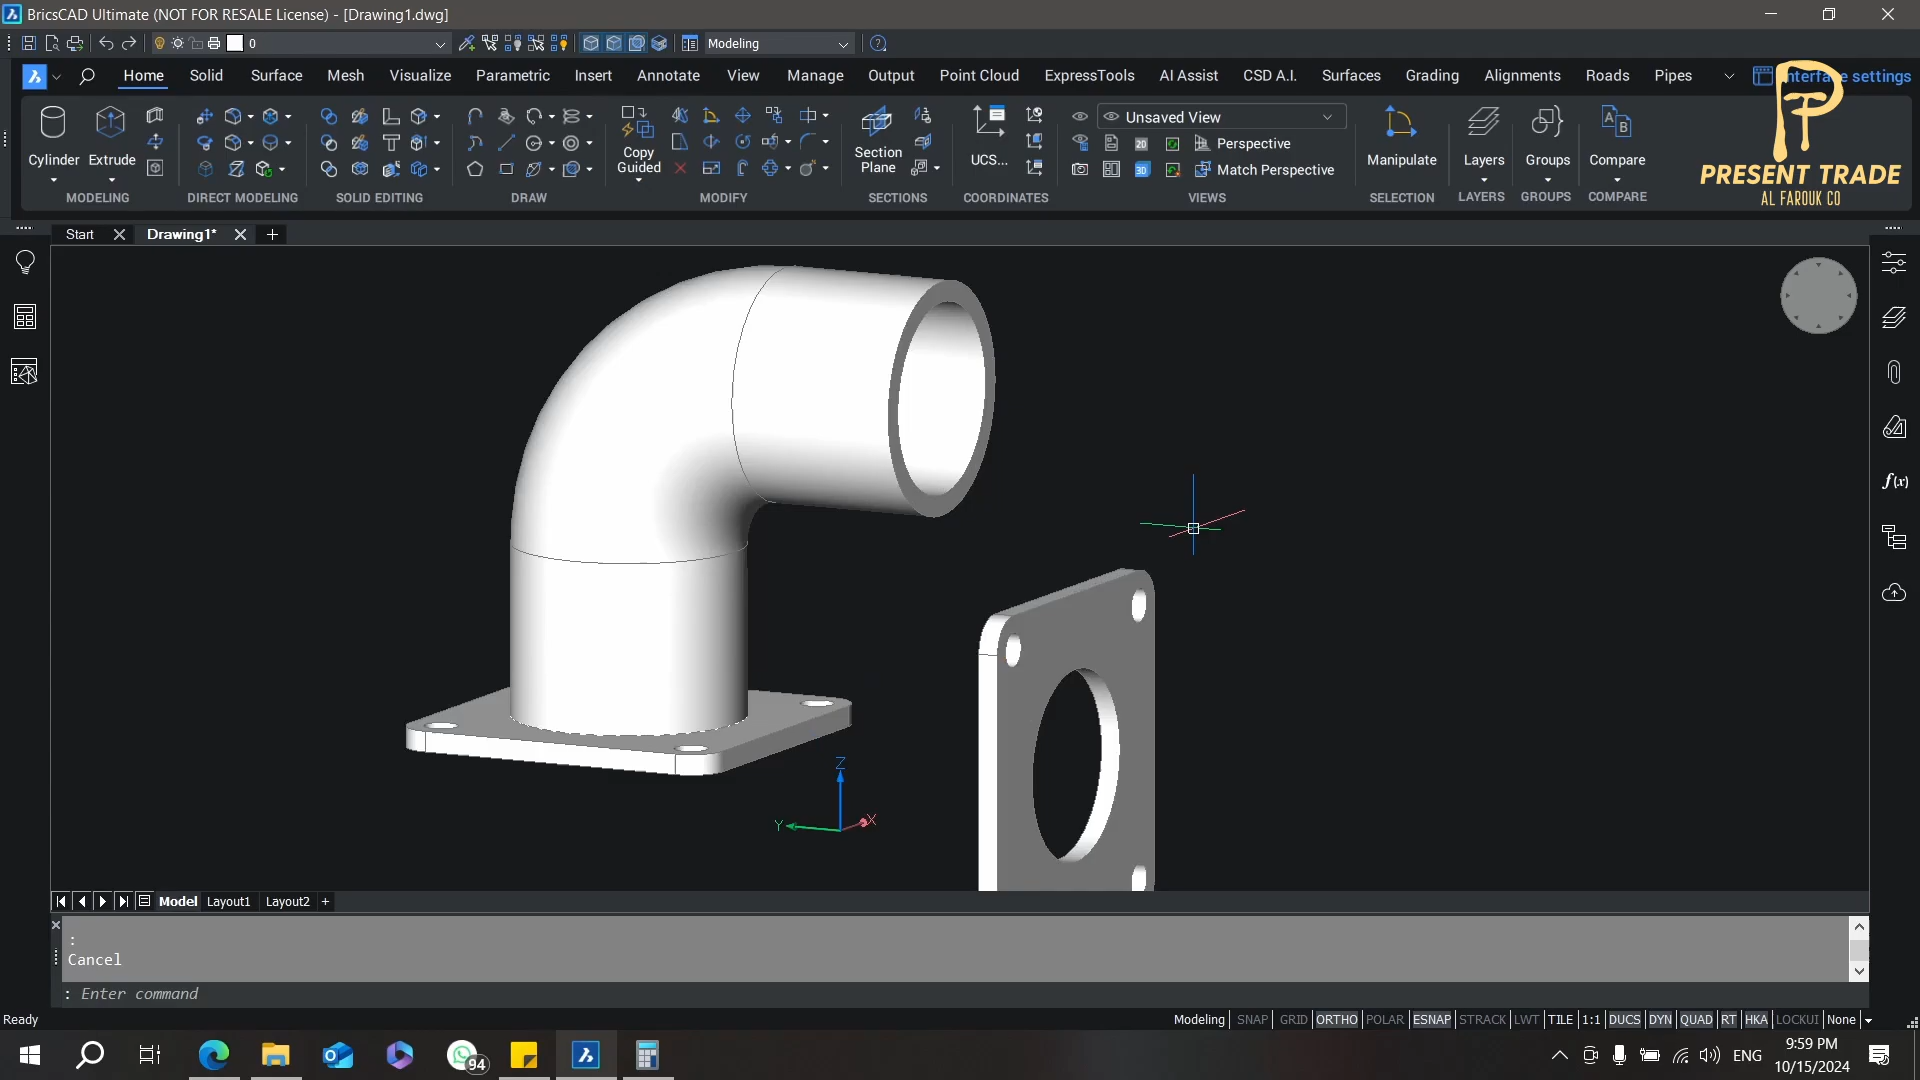 BricsCAD Ultimate (NOT FOR RESALE License) - [Drawing1.dwg]
0
Modeling
Home Solid Surface Mesh Visualize Parametric Insert Annotate View Manage Output Point Cloud ExpressTools AI Assist CSD A.I. Surfaces Grading Alignments Roads Pipes
interface settings
PRESENT TRADE
AL FAROUK CO
Unsaved View
Perspective
Match Perspective
Cylinder Extrude Copy Guided Section Plane UCS... Manipulate Layers Groups Compare
MODELING DIRECT MODELING SOLID EDITING DRAW MODIFY SECTIONS COORDINATES VIEWS SELECTION LAYERS GROUPS COMPARE
Start Drawing1*
f(x)
Z
Y X
Model Layout1 Layout2
:
Cancel
: Enter command
Ready
Modeling SNAP GRID ORTHO POLAR ESNAP STRACK LWT TILE 1:1 DUCS DYN QUAD RT HKA LOCKUI None
94
ENG
9:59 PM
10/15/2024